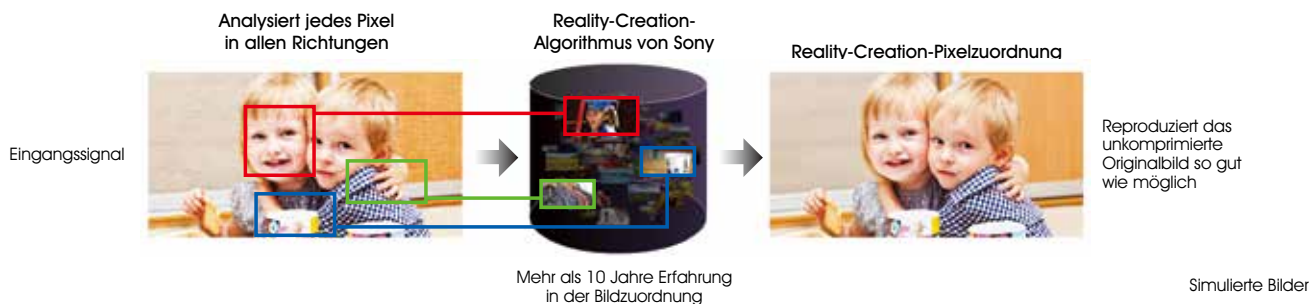 Analysiert jedes Pixel
in allen Richtungen
Reality-Creation-
Algorithmus von Sony
Reality-Creation-Pixelzuordnung
Eingangssignal
Reproduziert das
unkomprimierte
Originalbild so gut
wie möglich
Mehr als 10 Jahre Erfahrung
in der Bildzuordnung
Simulierte Bilder